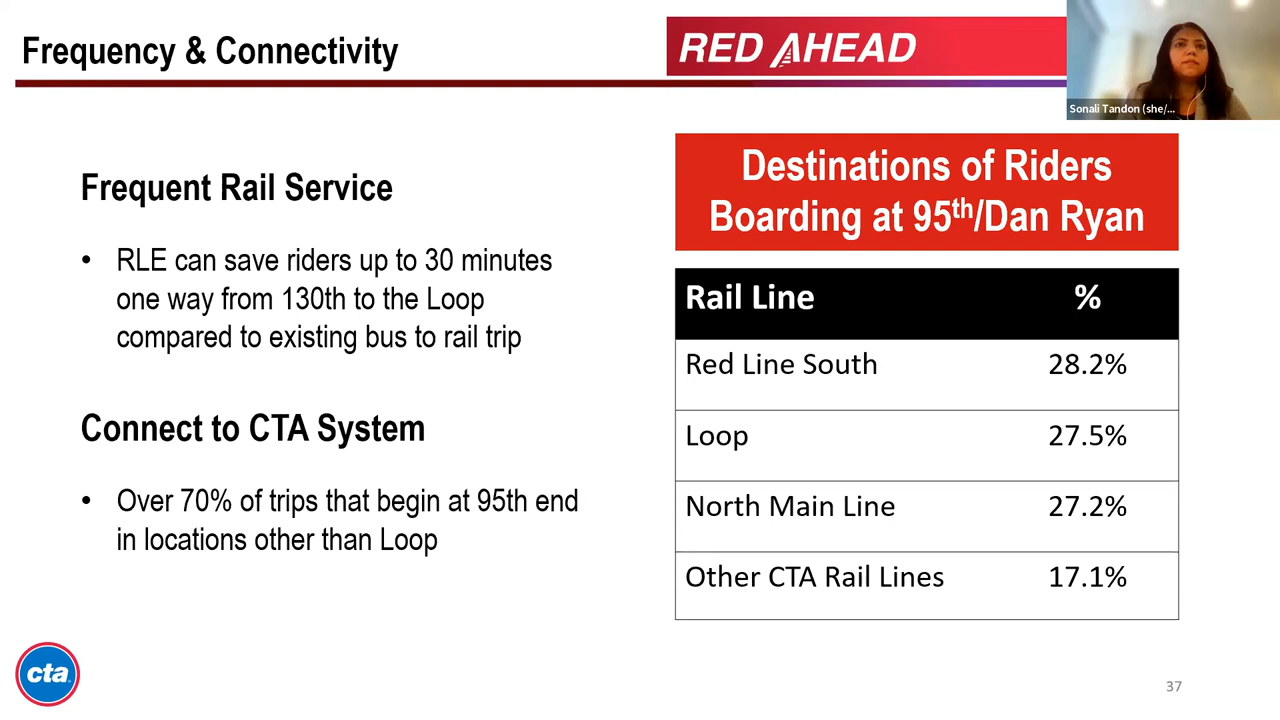 Frequency & Connectivity
RED AHEAD
Sonali Tandon (she/...
Frequent Rail Service
• RLE can save riders up to 30 minutes
one way from 130th to the Loop
compared to existing bus to rail trip
Connect to CTA System
• Over 70% of trips that begin at 95th end
in locations other than Loop
Destinations of Riders
Boarding at 95th/Dan Ryan
Rail Line %
Red Line South 28.2%
Loop 27.5%
North Main Line 27.2%
Other CTA Rail Lines 17.1%
cta
37